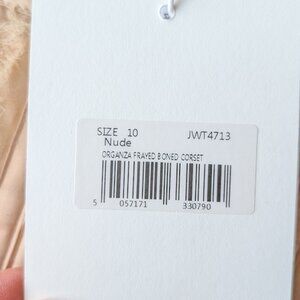 SIZE 10 JWT4713
Nude
ORGANZA FRAYED BONED CORSET
5 057171 330790